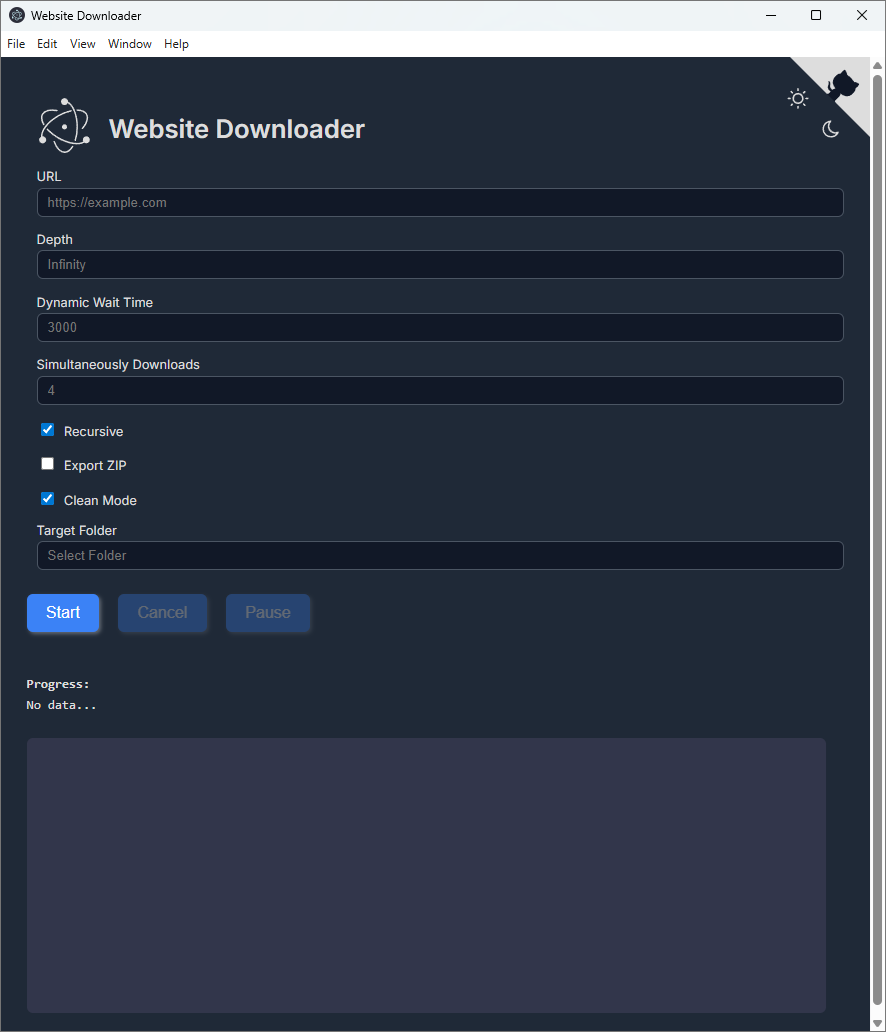 Website Downloader
File Edit View Window Help
Website Downloader
URL
https://example.com
Depth
Infinity
Dynamic Wait Time
3000
Simultaneously Downloads
4
Recursive
Export ZIP
Clean Mode
Target Folder
Select Folder
Start Cancel Pause
Progress:
No data...